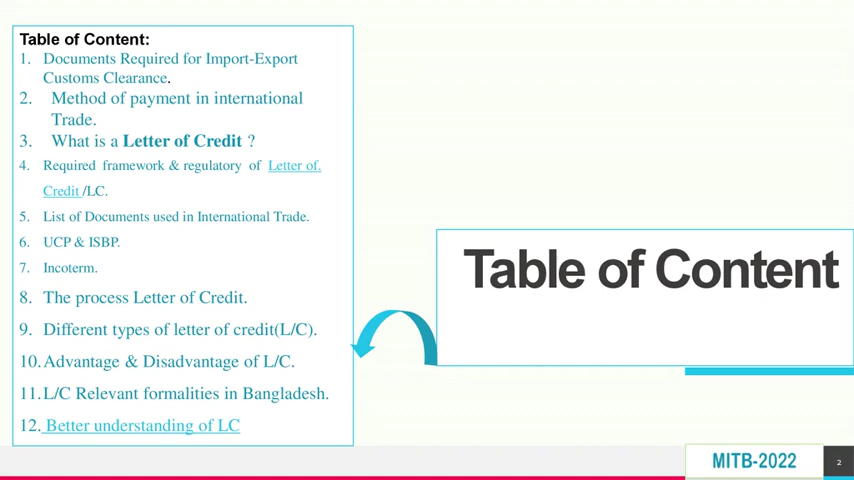 Table of Content:
1. Documents Required for Import-Export
Customs Clearance.
2. Method of payment in international
Trade.
3. What is a Letter of Credit ?
4. Required framework & regulatory of Letter of.
Credit /LC.
5. List of Documents used in International Trade.
6. UCP & ISBP.
7. Incoterm.
8. The process Letter of Credit.
9. Different types of letter of credit(L/C).
10. Advantage & Disadvantage of L/C.
11. L/C Relevant formalities in Bangladesh.
12. Better understanding of LC
Table of Content
MITB-2022
2